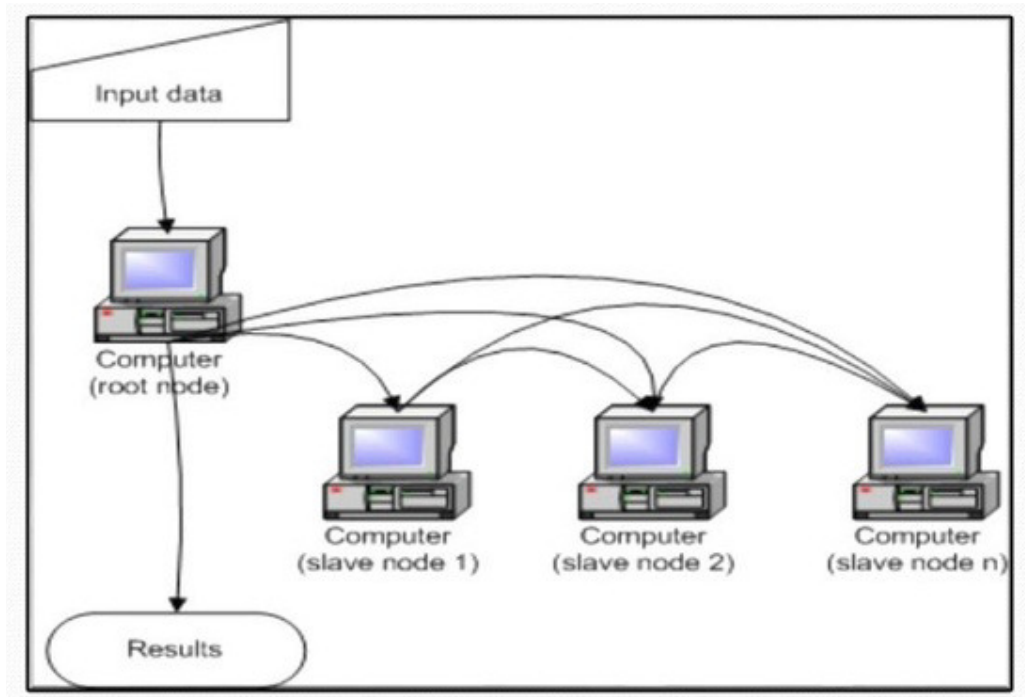 Input data
Computer
(root node)
Computer
(slave node 1)
Computer
(slave node 2)
Computer
(slave node n)
Results